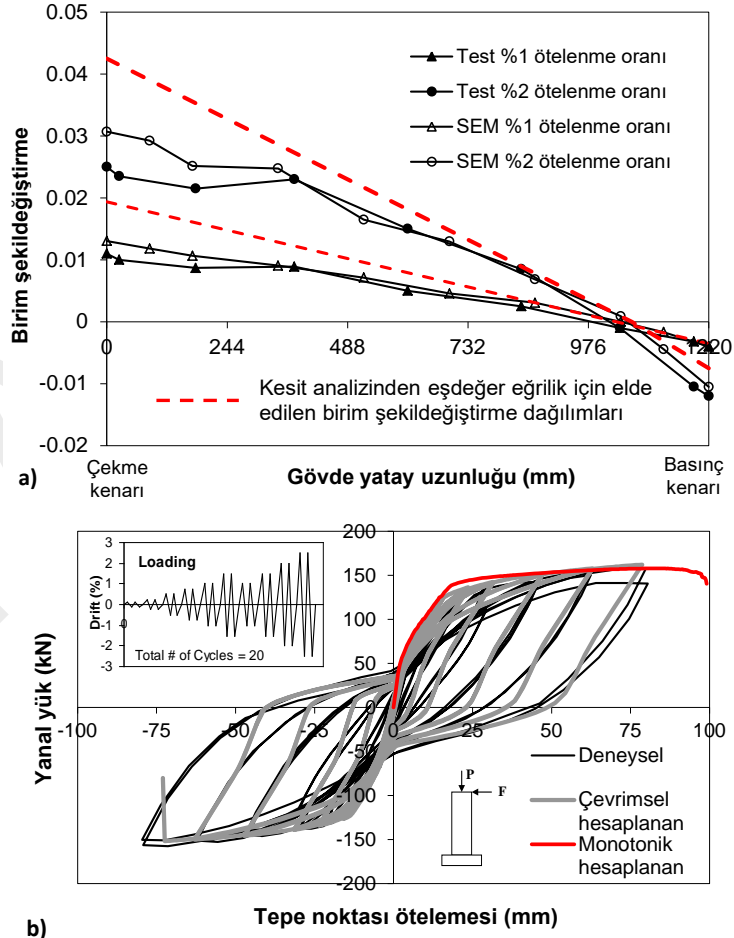 0.05
0.04
0.03
0.02
0.01
0
-0.01
-0.02
Birim şekildeğiştirme
Test %1 ötelenme oranı
Test %2 ötelenme oranı
SEM %1 ötelenme oranı
SEM %2 ötelenme oranı
0 244 488 732 976 1220
Kesit analizinden eşdeğer eğrilik için elde
edilen birim şekildeğiştirme dağılımları
a)
Çekme
kenarı
Gövde yatay uzunluğu (mm)
Basınç
kenarı
200
150
100
50
0
-50
-100
-150
-200
Yanal yük (kN)
3
2
1
0
-1
-2
-3
Drift (%)
0
Loading
Total # of Cycles = 20
-100 -75 -50 -25 0 25 50 75 100
P
F
Deneysel
Çevrimsel
hesaplanan
Monotonik
hesaplanan
b)
Tepe noktası ötelemesi (mm)